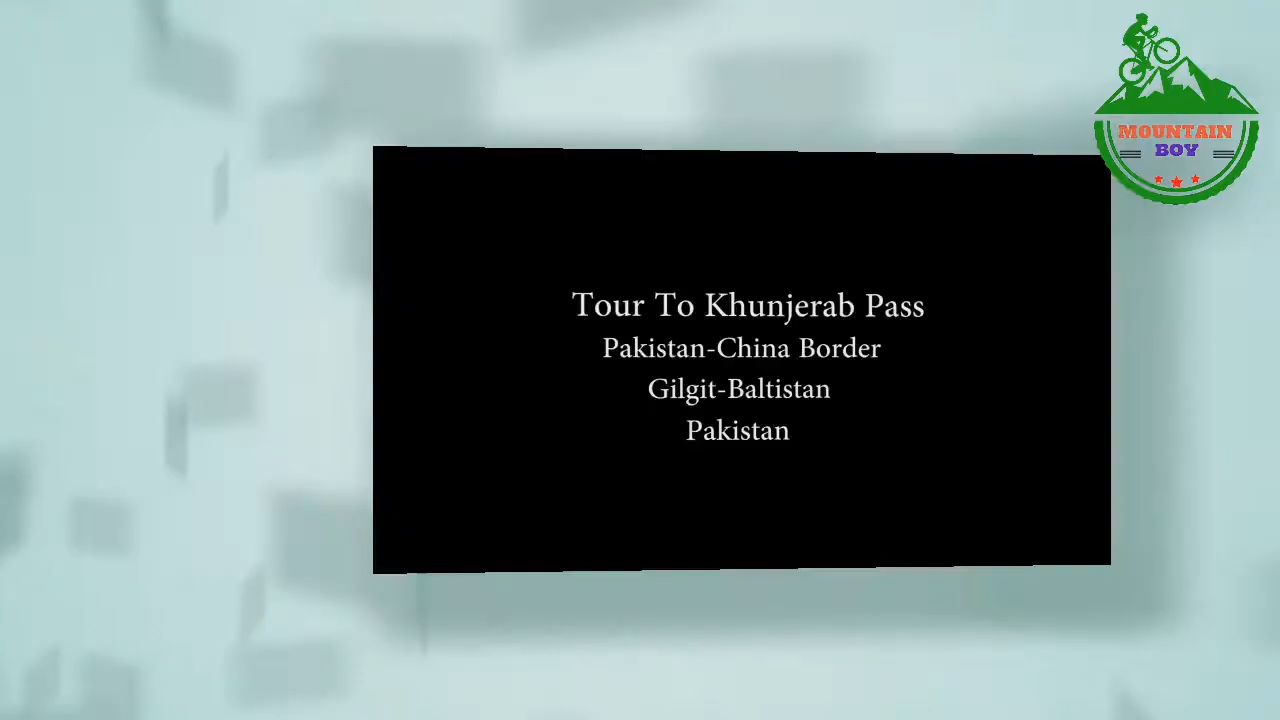 MOUNTAIN
BOY
Tour To Khunjerab Pass
Pakistan-China Border
Gilgit-Baltistan
Pakistan